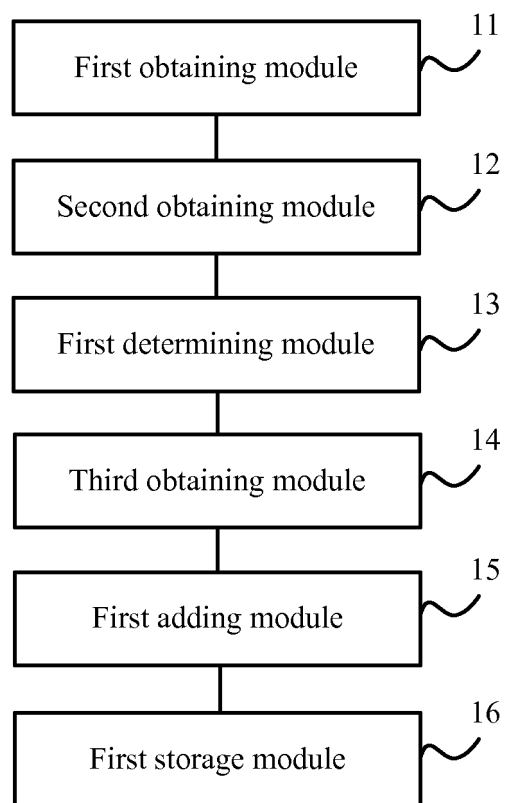 11
First obtaining module
12
Second obtaining module
13
First determining module
14
Third obtaining module
15
First adding module
16
First storage module